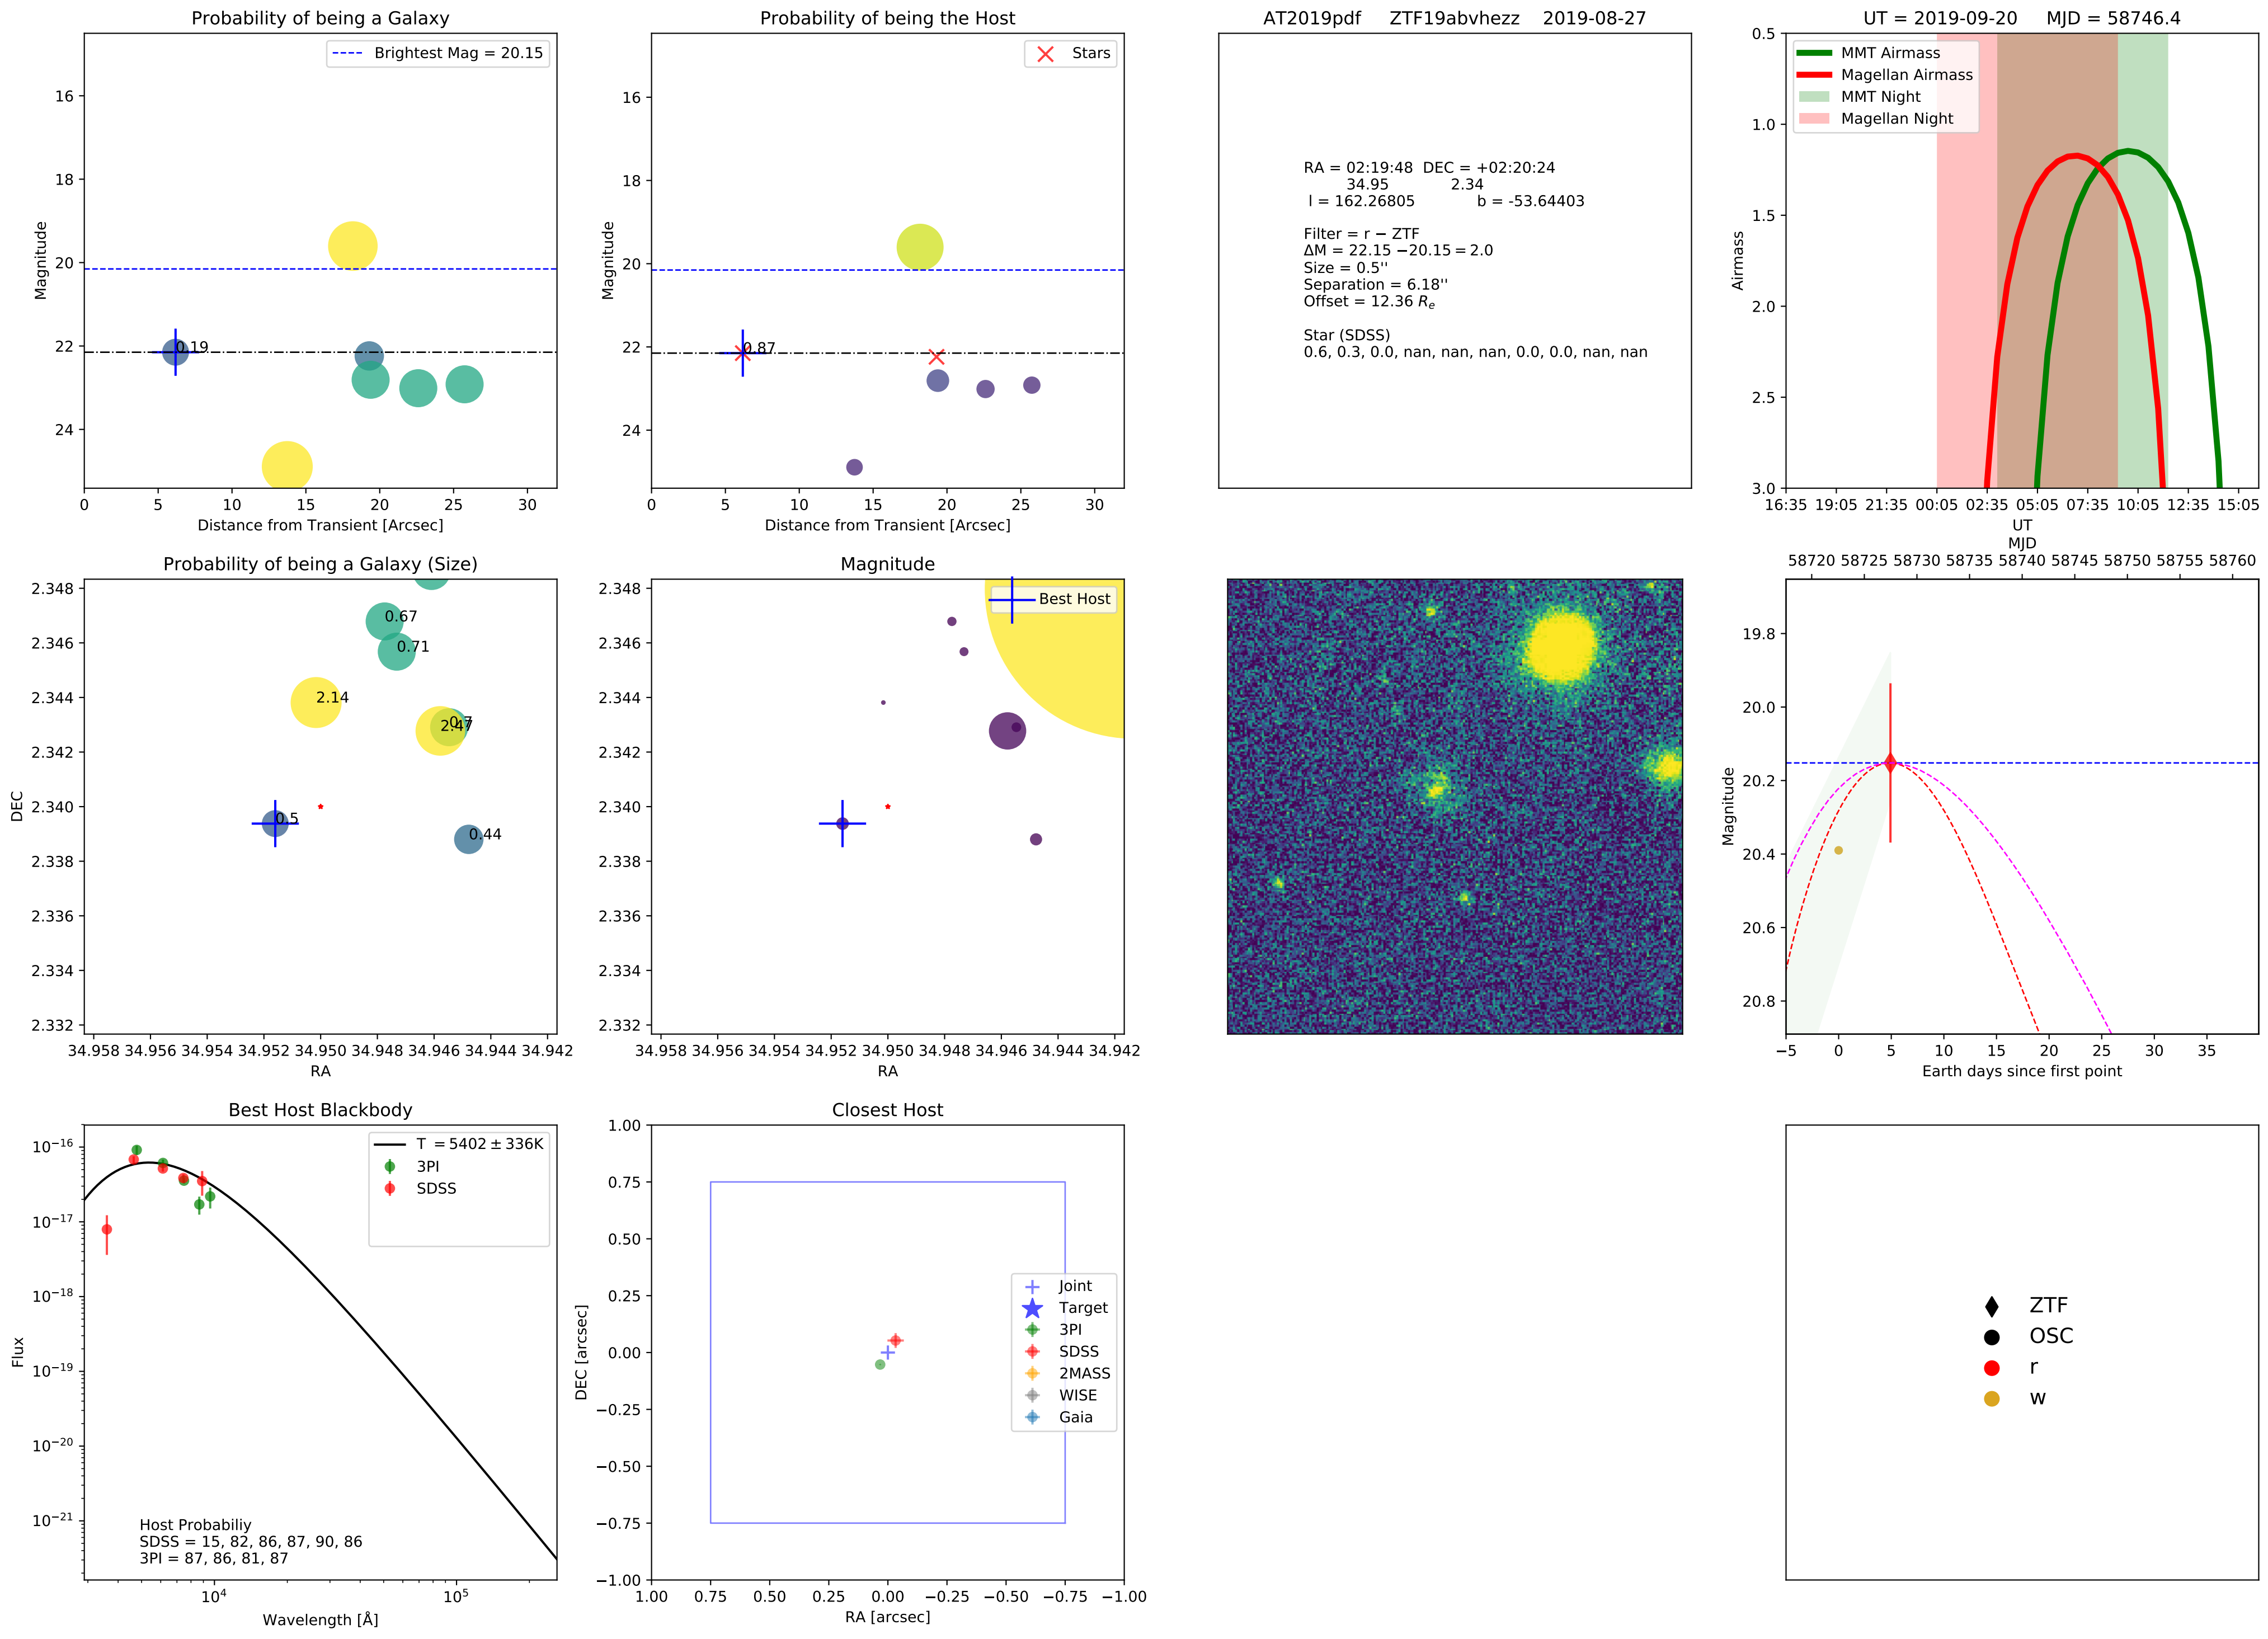 Probability of being a Galaxy
Brightest Mag = 20.15
16
18
20
22
24
0.19
Magnitude
0 5 10 15 20 25 30
Distance from Transient [Arcsec]
Probability of being the Host
Stars
16
18
20
22
24
0.87
Magnitude
0 5 10 15 20 25 30
Distance from Transient [Arcsec]
AT2019pdf ZTF19abvhezz 2019-08-27
RA = 02:19:48 DEC = +02:20:24
34.95 2.34
l = 162.26805 b = -53.64403
Filter = r − ZTF
ΔM = 22.15 −20.15 = 2.0
Size = 0.5''
Separation = 6.18''
Offset = 12.36 Re
Star (SDSS)
0.6, 0.3, 0.0, nan, nan, nan, 0.0, 0.0, nan, nan
UT = 2019-09-20 MJD = 58746.4
MMT Airmass
Magellan Airmass
MMT Night
Magellan Night
0.5
1.0
1.5
2.0
2.5
3.0
Airmass
16:35 19:05 21:35 00:05 02:35 05:05 07:35 10:05 12:35 15:05
UT
Probability of being a Galaxy (Size)
2.348
2.346
2.344
2.342
2.340
2.338
2.336
2.334
2.332
0.67
0.71
2.14
0.7
2.47
0.5
0.44
DEC
34.958 34.956 34.954 34.952 34.950 34.948 34.946 34.944 34.942
RA
Magnitude
Best Host
2.348
2.346
2.344
2.342
2.340
2.338
2.336
2.334
2.332
34.958 34.956 34.954 34.952 34.950 34.948 34.946 34.944 34.942
RA
MJD
58720 58725 58730 58735 58740 58745 58750 58755 58760
19.8
20.0
20.2
20.4
20.6
20.8
Magnitude
−5 0 5 10 15 20 25 30 35
Earth days since first point
Best Host Blackbody
T = 5402 ± 336K
3PI
SDSS
10−16
10−17
10−18
10−19
10−20
10−21
Flux
Host Probabiliy
SDSS = 15, 82, 86, 87, 90, 86
3PI = 87, 86, 81, 87
104 105
Wavelength [Å]
Closest Host
1.00
0.75
0.50
0.25
0.00
−0.25
−0.50
−0.75
−1.00
DEC [arcsec]
Joint
Target
3PI
SDSS
2MASS
WISE
Gaia
1.00 0.75 0.50 0.25 0.00 −0.25 −0.50 −0.75 −1.00
RA [arcsec]
ZTF
OSC
r
w